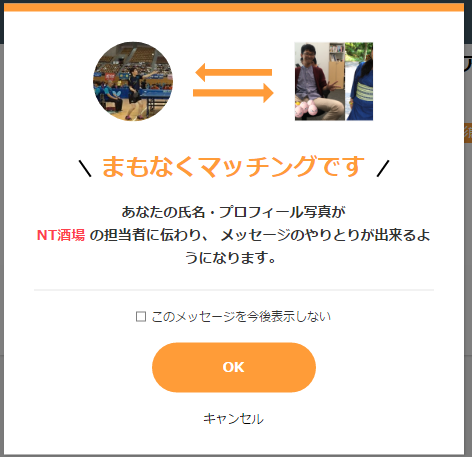 まもなくマッチングです
あなたの氏名・プロフィール写真が
NT酒場 の担当者に伝わり、 メッセージのやりとりが出来るよ
うになります。
□ このメッセージを今後表示しない
OK
キャンセル